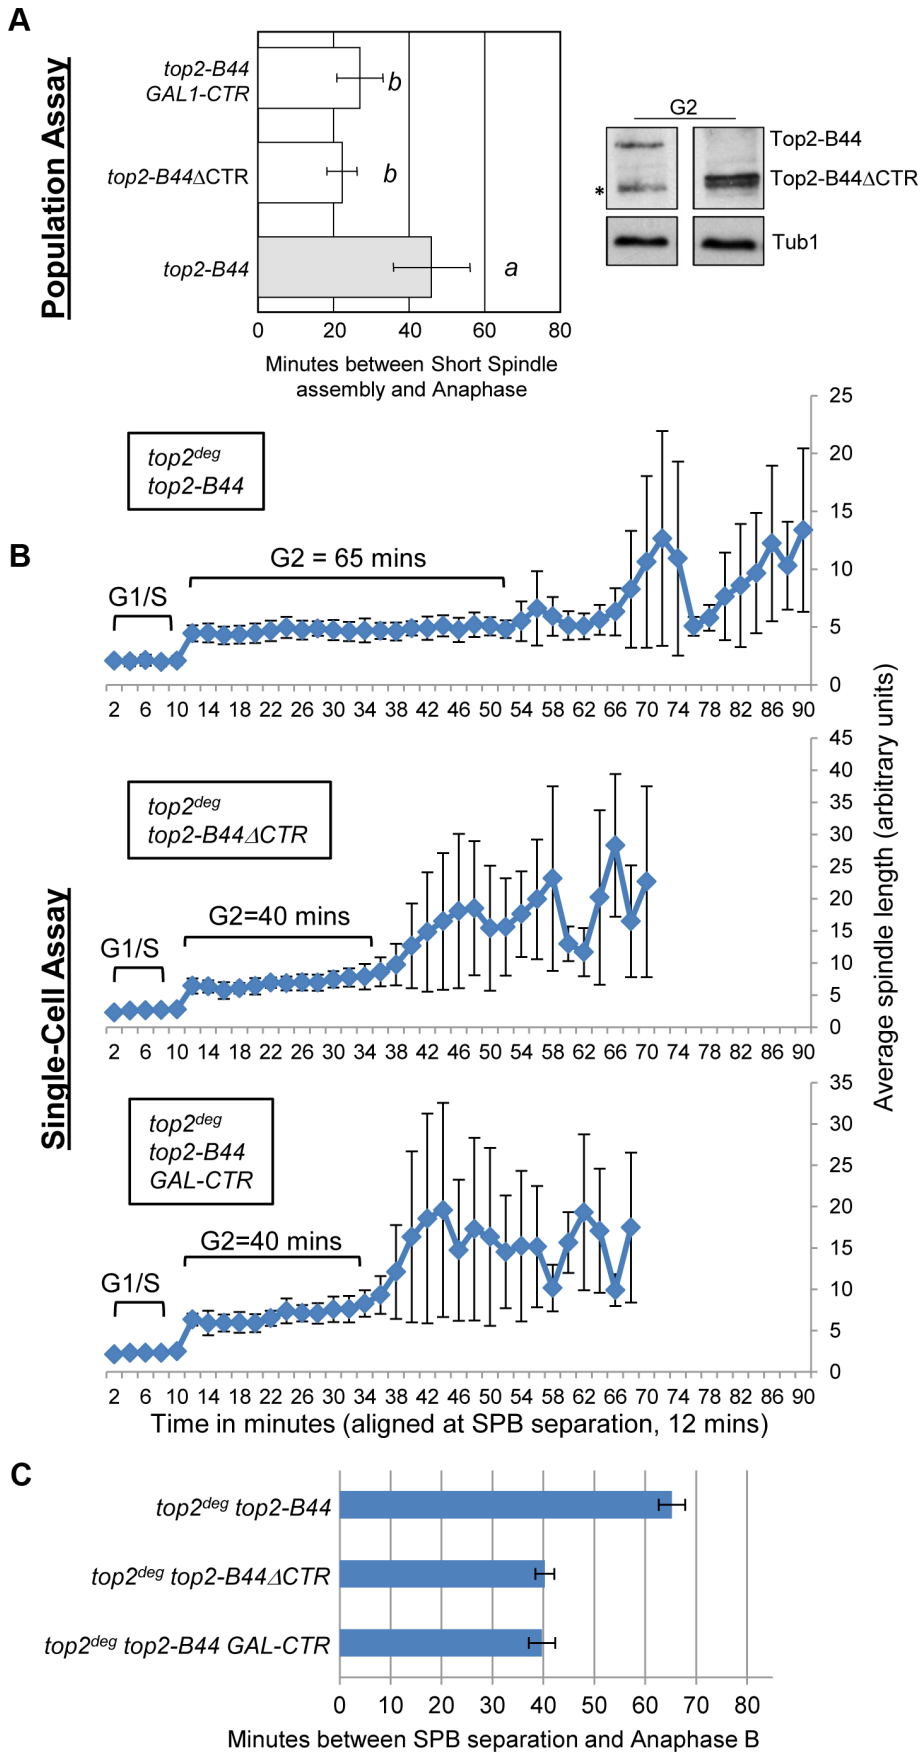 A
Population Assay
top2-B44
GAL1-CTR
b
top2-B44ΔCTR
b
top2-B44
a
0 20 40 60 80
Minutes between Short Spindle
assembly and Anaphase
G2
Top2-B44
Top2-B44ΔCTR
*
Tub1
B
Single-Cell Assay
top2deg
top2-B44
G1/S
G2 = 65 mins
25
20
15
10
5
0
2 6 10 14 18 22 26 30 34 38 42 46 50 54 58 62 66 70 74 78 82 86 90
top2deg
top2-B44ΔCTR
G1/S
G2=40 mins
45
40
35
30
25
20
15
10
5
0
2 6 10 14 18 22 26 30 34 38 42 46 50 54 58 62 66 70 74 78 82 86 90
Average spindle length (arbitrary units)
top2deg
top2-B44
GAL-CTR
G1/S
G2=40 mins
35
30
25
20
15
10
5
0
2 6 10 14 18 22 26 30 34 38 42 46 50 54 58 62 66 70 74 78 82 86 90
Time in minutes (aligned at SPB separation, 12 mins)
C
top2deg top2-B44
top2deg top2-B44ΔCTR
top2deg top2-B44 GAL-CTR
0 10 20 30 40 50 60 70 80
Minutes between SPB separation and Anaphase B